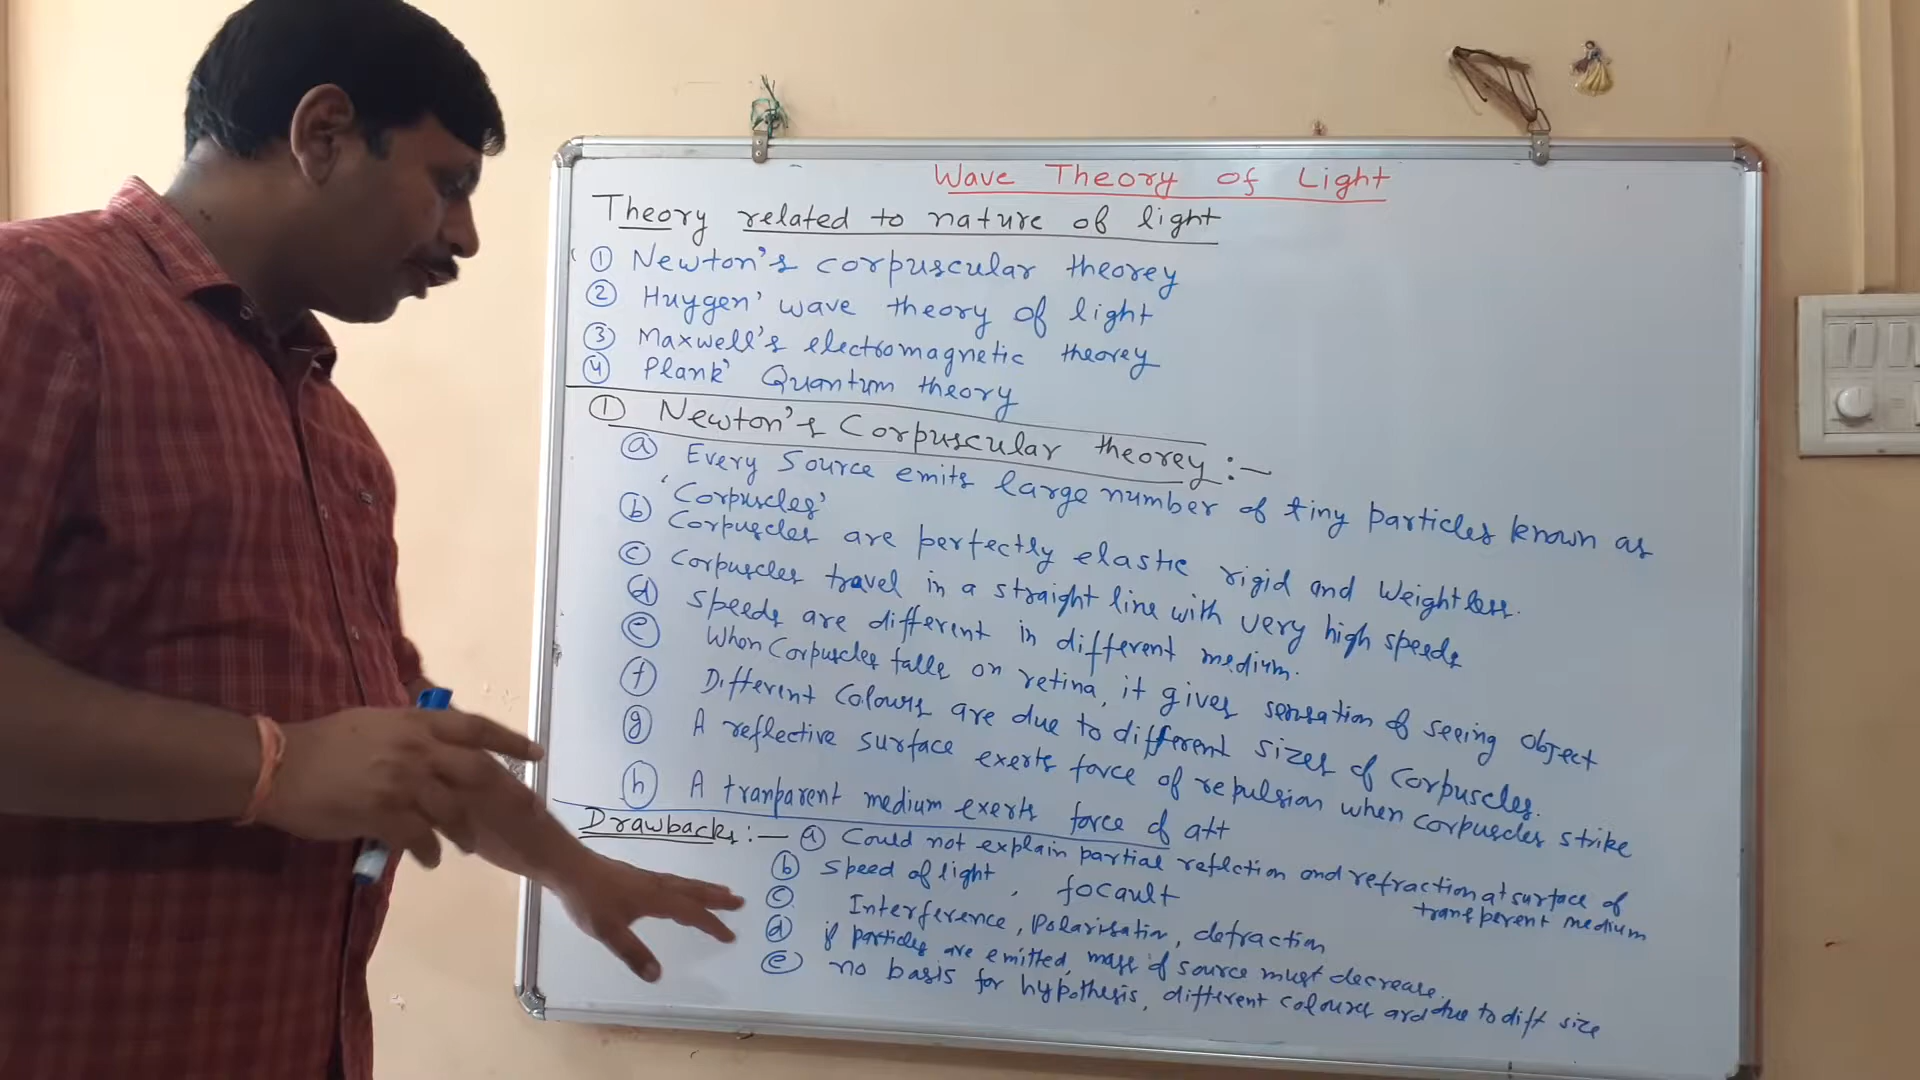 Wave Theory of Light
Theory related to nature of light
① Newton's corpuscular theorey
② Huygen' wave theory of light
③ Maxwell's electromagnetic theorey
④ Plank' Quantum theory
① Newton's Corpuscular theorey :-
ⓐ Every Source emits large number of tiny particles known as
'Corpuscles'
ⓑ Corpuscles are perfectly elastic rigid and Weightless.
ⓒ Corpuscles travel in a straight line with very high speeds
ⓓ speeds are different in different medium.
ⓔ When Corpuscles falls on retina, it gives sensation of seeing object
ⓕ Different Colours are due to different sizes of Corpuscles.
ⓖ A reflective surface exerts force of repulsion when corpuscles strike
ⓗ A tranparent medium exerts force of att
Drawbacks :- ⓐ Could not explain partial reflction and refraction at surface of
transperent medium
ⓑ speed of light, focault
ⓒ Interference, Polarisatin, defraction
ⓓ if particles are emitted, mass of source must decrease.
ⓔ no basis for hypothesis, different colours ard due to diff size